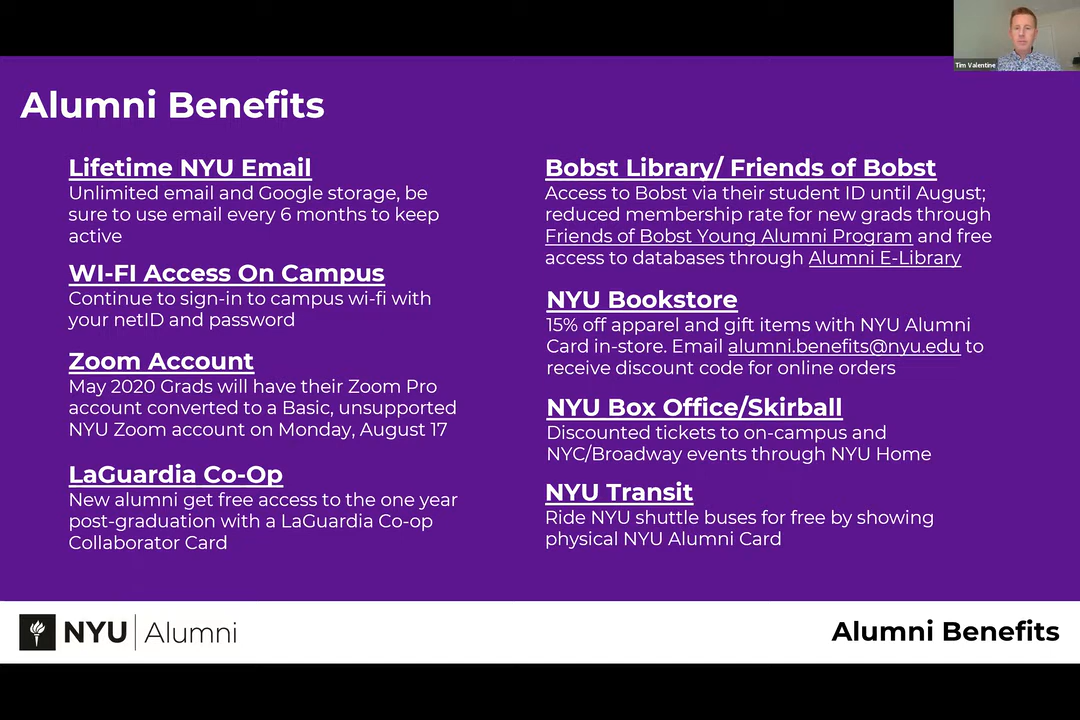 Tim Valentine
Alumni Benefits
Lifetime NYU Email
Unlimited email and Google storage, be
sure to use email every 6 months to keep
active
WI-FI Access On Campus
Continue to sign-in to campus wi-fi with
your netID and password
Zoom Account
May 2020 Grads will have their Zoom Pro
account converted to a Basic, unsupported
NYU Zoom account on Monday, August 17
LaGuardia Co-Op
New alumni get free access to the one year
post-graduation with a LaGuardia Co-op
Collaborator Card
Bobst Library/ Friends of Bobst
Access to Bobst via their student ID until August;
reduced membership rate for new grads through
Friends of Bobst Young Alumni Program and free
access to databases through Alumni E-Library
NYU Bookstore
15% off apparel and gift items with NYU Alumni
Card in-store. Email alumni.benefits@nyu.edu to
receive discount code for online orders
NYU Box Office/Skirball
Discounted tickets to on-campus and
NYC/Broadway events through NYU Home
NYU Transit
Ride NYU shuttle buses for free by showing
physical NYU Alumni Card
NYU Alumni
Alumni Benefits